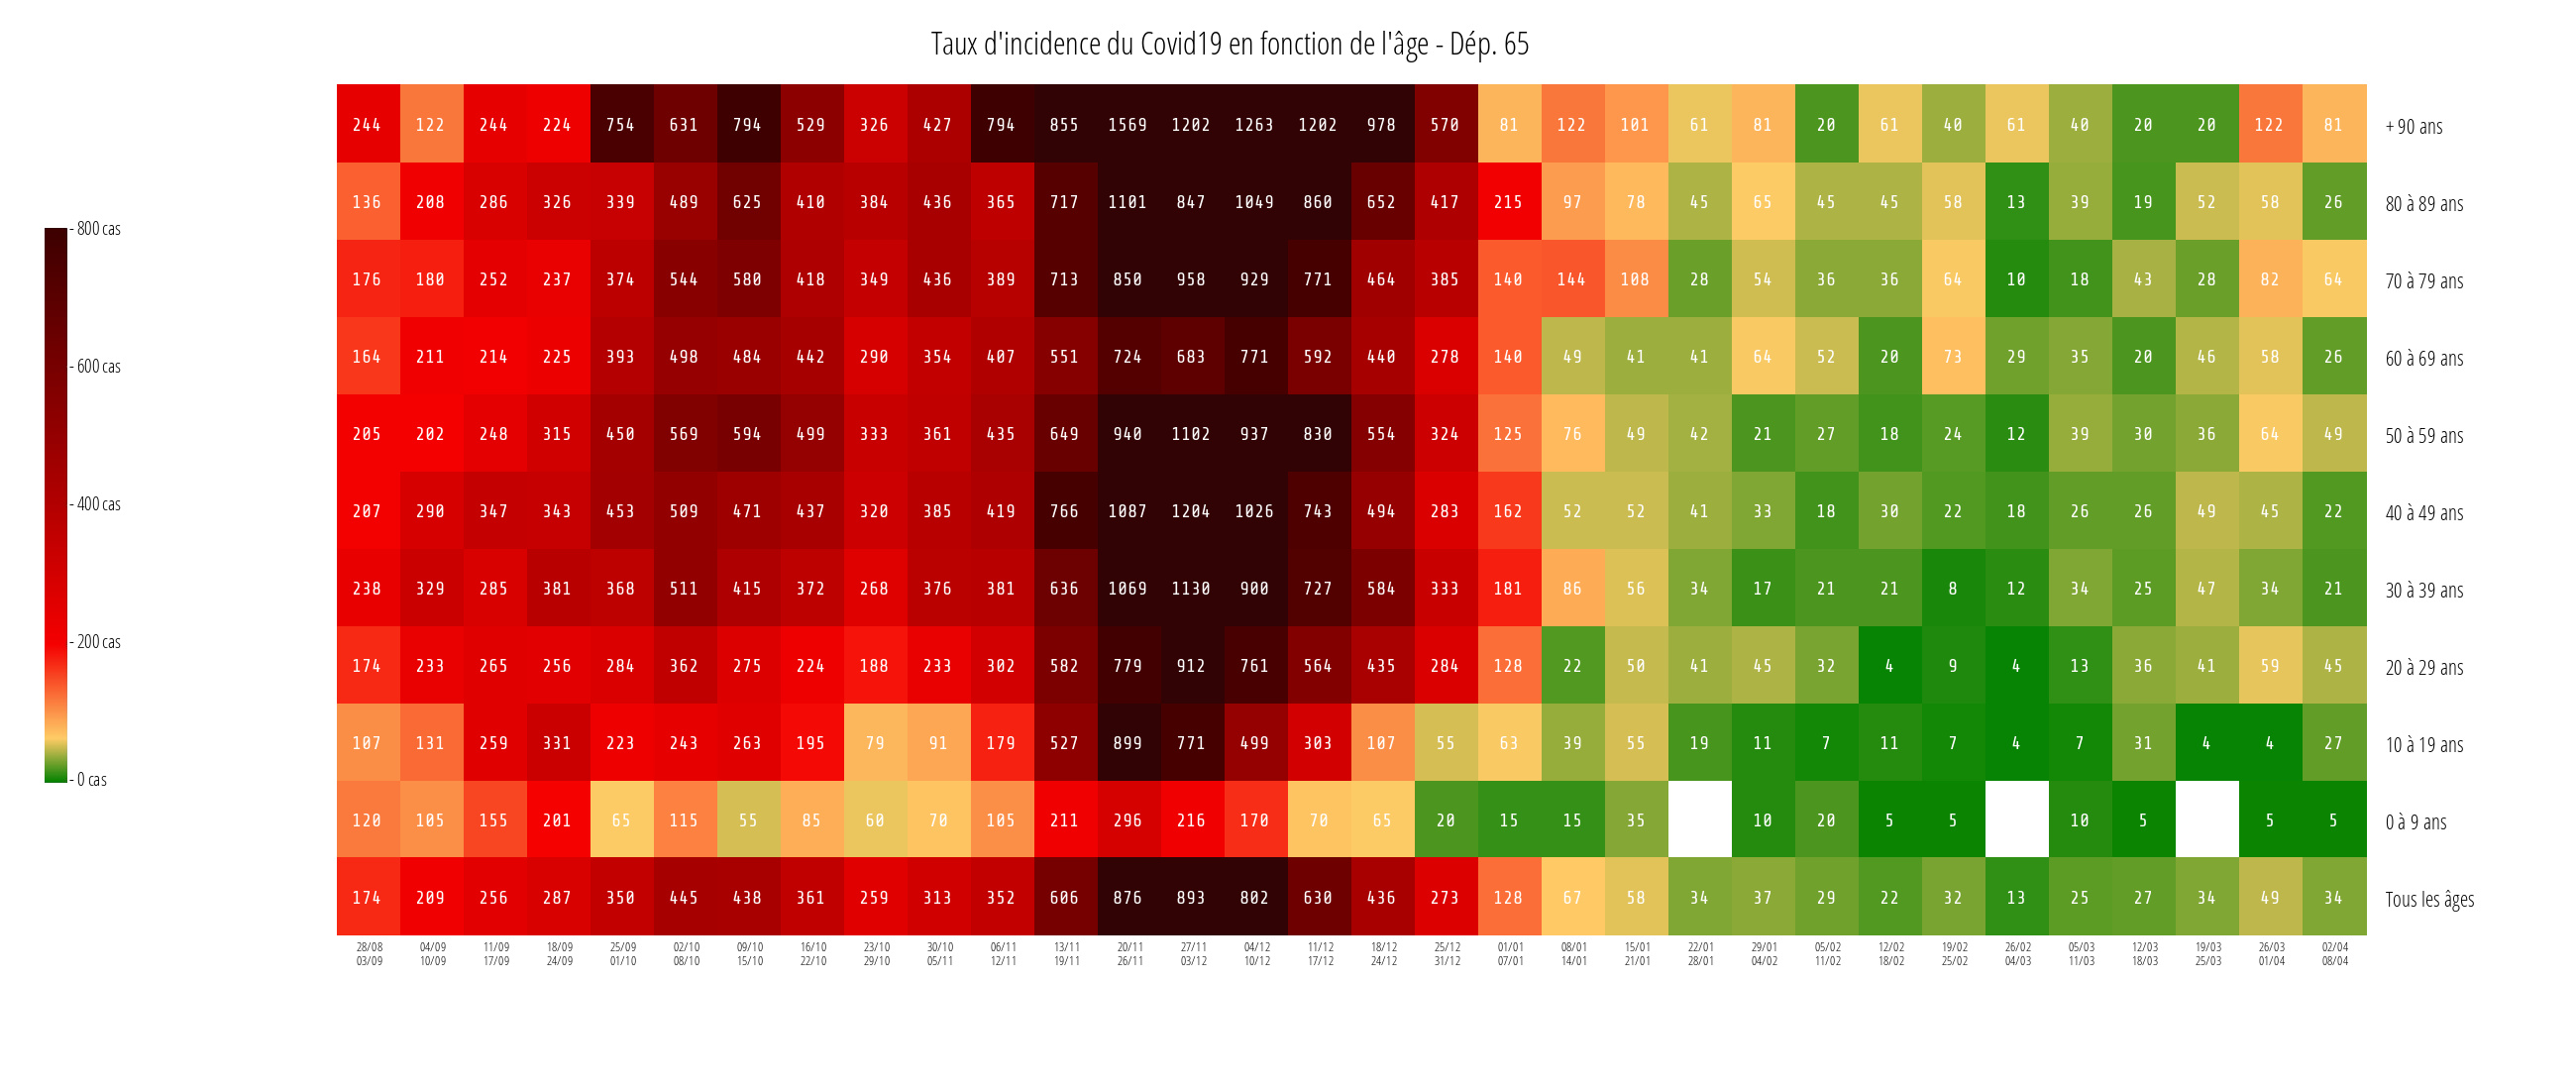 Taux d'incidence du Covid19 en fonction de l'âge - Dép. 65
- 800 cas
- 600 cas
- 400 cas
- 200 cas
- 0 cas
244 122 244 224 754 631 794 529 326 427 794 855 1569 1202 1263 1202 978 570 81 122 101 61 81 20 61 40 61 40 20 20 122 81 + 90 ans
136 208 286 326 339 489 625 410 384 436 365 717 1101 847 1049 860 652 417 215 97 78 45 65 45 45 58 13 39 19 52 58 26 80 à 89 ans
176 180 252 237 374 544 580 418 349 436 389 713 850 958 929 771 464 385 140 144 108 28 54 36 36 64 10 18 43 28 82 64 70 à 79 ans
164 211 214 225 393 498 484 442 290 354 407 551 724 683 771 592 440 278 140 49 41 41 64 52 20 73 29 35 20 46 58 26 60 à 69 ans
205 202 248 315 450 569 594 499 333 361 435 649 940 1102 937 830 554 324 125 76 49 42 21 27 18 24 12 39 30 36 64 49 50 à 59 ans
207 290 347 343 453 509 471 437 320 385 419 766 1087 1204 1026 743 494 283 162 52 52 41 33 18 30 22 18 26 26 49 45 22 40 à 49 ans
238 329 285 381 368 511 415 372 268 376 381 636 1069 1130 900 727 584 333 181 86 56 34 17 21 21 8 12 34 25 47 34 21 30 à 39 ans
174 233 265 256 284 362 275 224 188 233 302 582 779 912 761 564 435 284 128 22 50 41 45 32 4 9 4 13 36 41 59 45 20 à 29 ans
107 131 259 331 223 243 263 195 79 91 179 527 899 771 499 303 107 55 63 39 55 19 11 7 11 7 4 7 31 4 4 27 10 à 19 ans
120 105 155 201 65 115 55 85 60 70 105 211 296 216 170 70 65 20 15 15 35 10 20 5 5 10 5 5 5 0 à 9 ans
174 209 256 287 350 445 438 361 259 313 352 606 876 893 802 630 436 273 128 67 58 34 37 29 22 32 13 25 27 34 49 34 Tous les âges
28/08 04/09 11/09 18/09 25/09 02/10 09/10 16/10 23/10 30/10 06/11 13/11 20/11 27/11 04/12 11/12 18/12 25/12 01/01 08/01 15/01 22/01 29/01 05/02 12/02 19/02 26/02 05/03 12/03 19/03 26/03 02/04
03/09 10/09 17/09 24/09 01/10 08/10 15/10 22/10 29/10 05/11 12/11 19/11 26/11 03/12 10/12 17/12 24/12 31/12 07/01 14/01 21/01 28/01 04/02 11/02 18/02 25/02 04/03 11/03 18/03 25/03 01/04 08/04